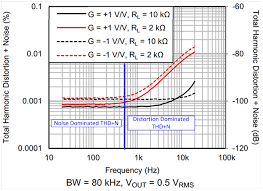 G = +1 V/V, RL = 10 kΩ
G = +1 V/V, RL = 2 kΩ
G = -1 V/V, RL = 10 kΩ
G = -1 V/V, RL = 2 kΩ
0.1
0.01
0.001
0.0001
-60
-80
-100
-120
Total Harmonic Distortion + Noise (%)
Total Harmonic Distortion + Noise (dB)
Noise Dominated THD+N
Distortion Dominated
THD+N
10
100
1k
10k
100k
Frequency (Hz)
BW = 80 kHz, VOUT = 0.5 VRMS